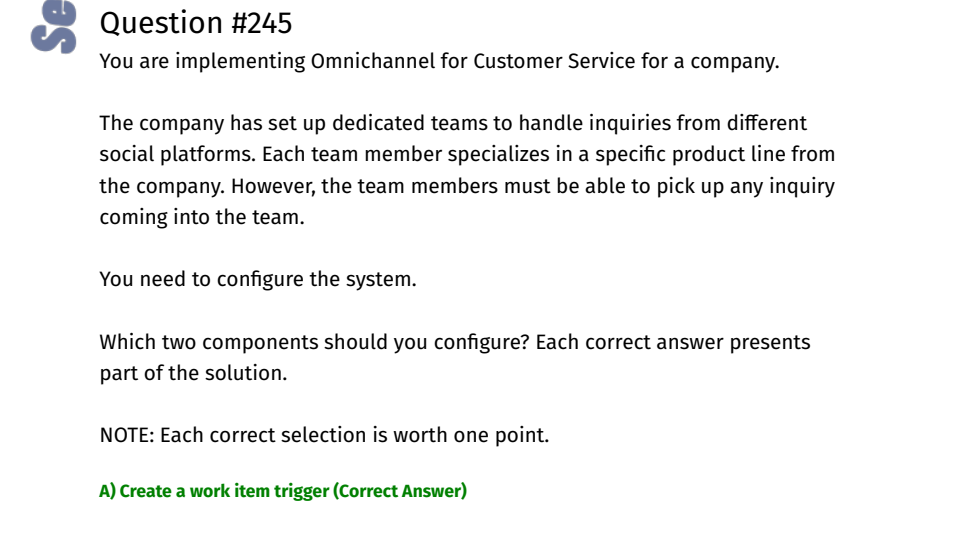 se
Question #245
You are implementing Omnichannel for Customer Service for a company.
The company has set up dedicated teams to handle inquiries from different
social platforms. Each team member specializes in a specific product line from
the company. However, the team members must be able to pick up any inquiry
coming into the team.
You need to configure the system.
Which two components should you configure? Each correct answer presents
part of the solution.
NOTE: Each correct selection is worth one point.
A) Create a work item trigger (Correct Answer)